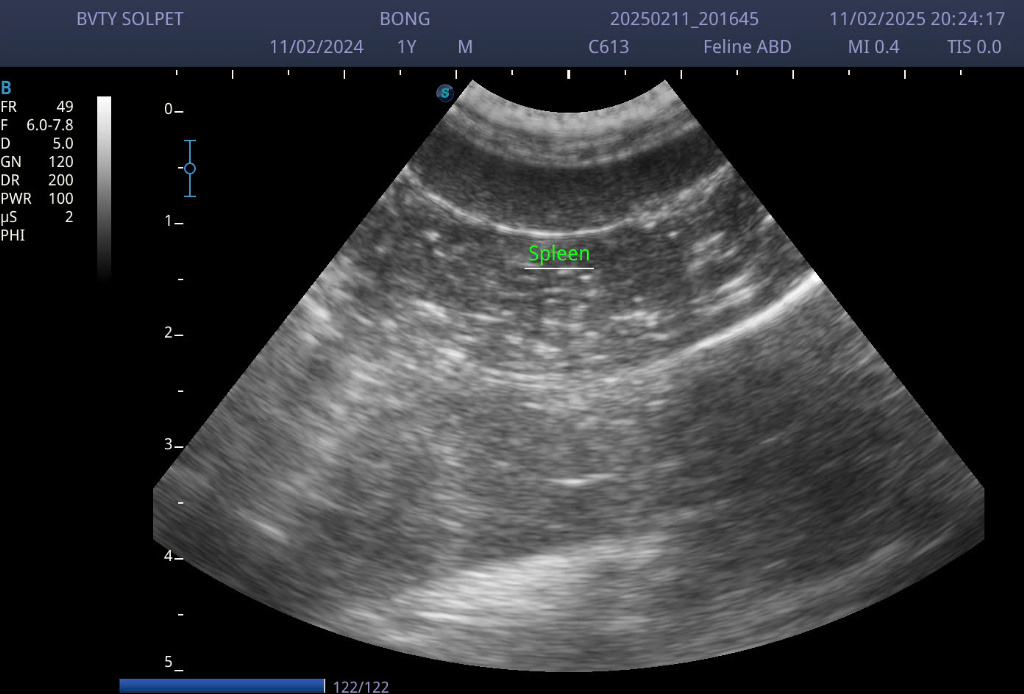 BVTY SOLPET BONG 20250211_201645 11/02/2025 20:24:17
11/02/2024 1Y M C613 Feline ABD MI 0.4 TIS 0.0
B
FR 49
F 6.0-7.8
D 5.0
GN 120
DR 200
PWR 100
µS 2
PHI
S
0
1
Spleen
2
3
4
5
122/122